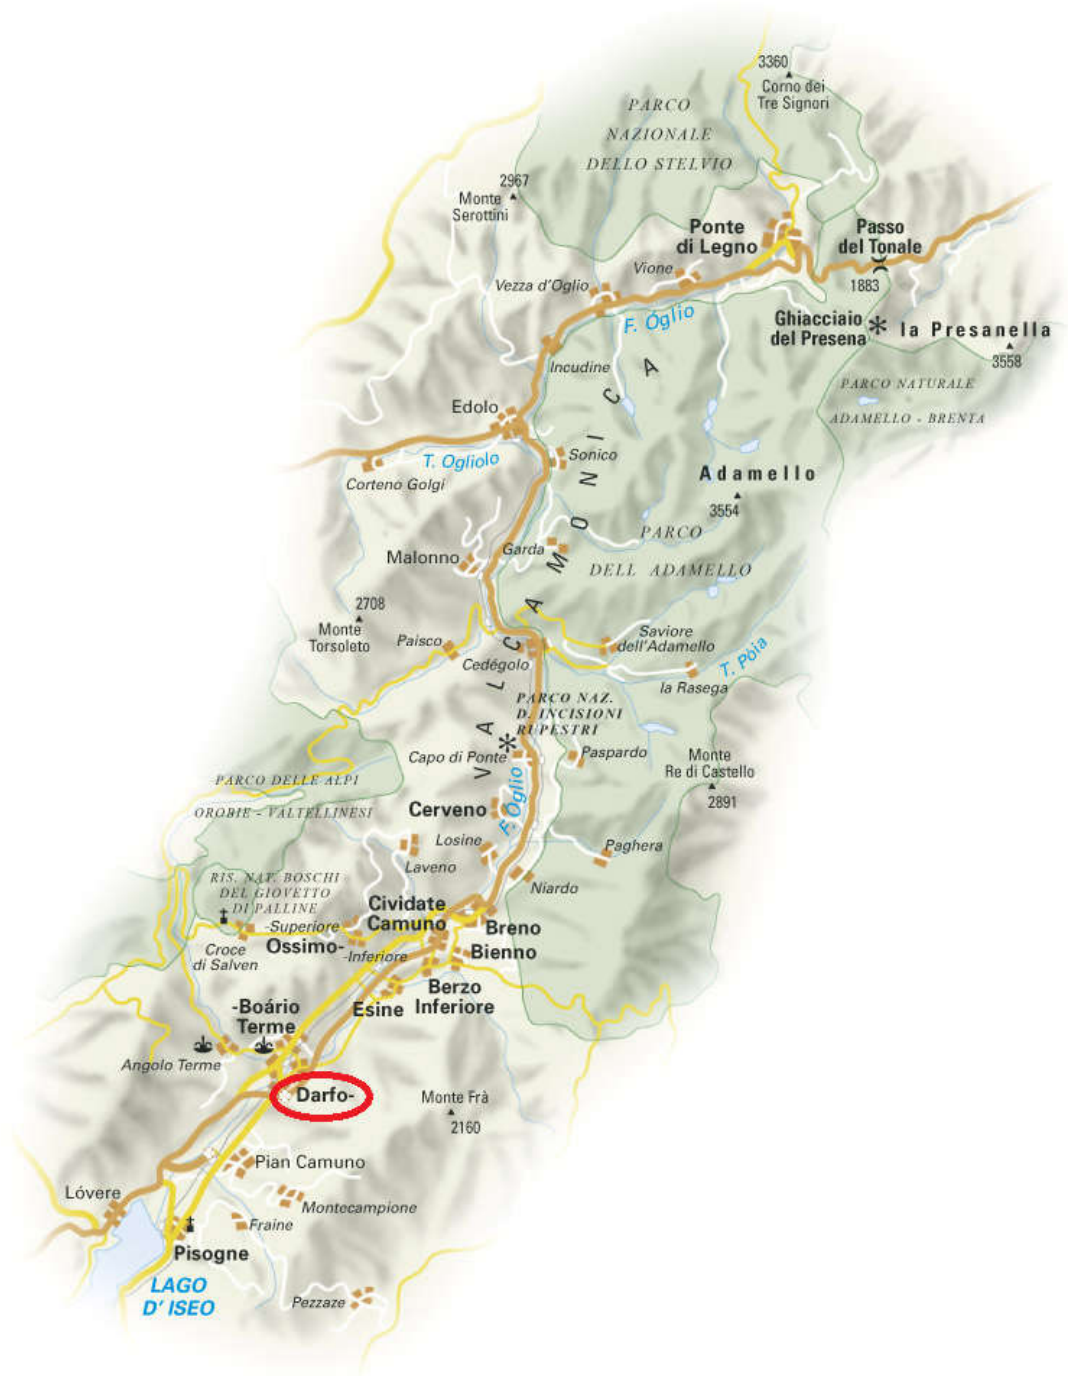 3360
Corno dei
Tre Signori
PARCO
NAZIONALE
DELLO STELVIO
2967
Monte
Serottini
Ponte
di Legno
Passo
del Tonale
1883
Vione
Vezza d'Oglio
F. Óglio
Ghiacciaio
del Presena
la Presanella
3558
Incudine
PARCO NATURALE
ADAMELLO - BRENTA
Edolo
T. Ogliolo
Sonico
Corteno Golgi
Adamello
3554
PARCO
DELL ADAMELLO
Garda
Malonno
VALCAMONICA
2708
Monte
Torsoleto
Paisco
Cedégolo
Saviore
dell'Adamello
T. Pòia
la Rasega
PARCO NAZ.
D. INCISIONI
RUPESTRI
Capo di Ponte
Paspardo
Monte
Re di Castello
2891
PARCO DELLE ALPI
OROBIE - VALTELLINESI
Cerveno
F. Oglio
Losine
Laveno
Paghera
RIS. NAT. BOSCHI
DEL GIOVETTO
DI PALLINE
Niardo
Cividate
Camuno
-Superiore
Ossimo-
-Inferiore
Croce
di Salven
Breno
Bienno
Berzo
Inferiore
Esine
-Boário
Terme
Angolo Terme
Darfo-
Monte Frà
2160
Pian Camuno
Lóvere
Montecampione
Fraine
Pisogne
LAGO
D' ISEO
Pezzaze